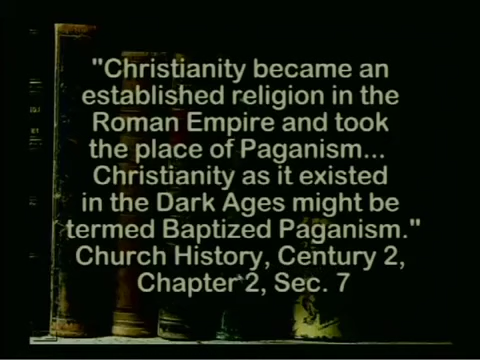 "Christianity became an
established religion in the
Roman Empire and took
the place of Paganism...
Christianity as it existed
in the Dark Ages might be
termed Baptized Paganism."
Church History, Century 2,
Chapter 2, Sec. 7